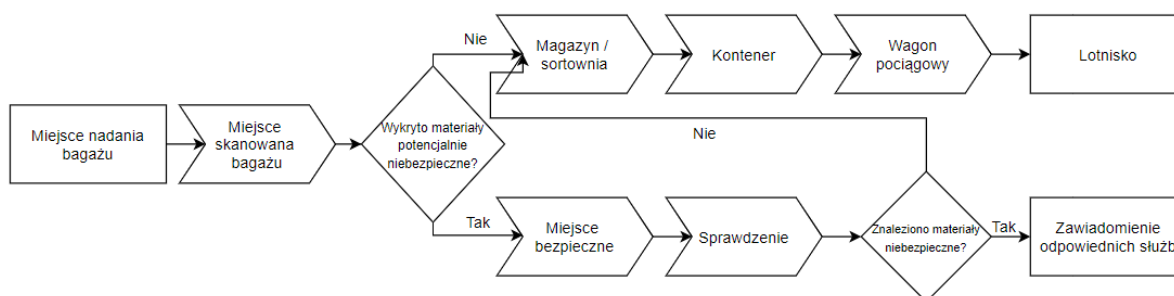 Nie
Magazyn /
sortownia
Kontener
Wagon
pociągowy
Lotnisko
Miejsce nadania
bagażu
Miejsce
skanowana
bagażu
Wykryto materiały
potencjalnie
niebezpieczne?
Nie
Tak
Miejsce
bezpieczne
Sprawdzenie
Znaleziono materiały
niebezpieczne?
Tak
Zawiadomienie
odpowiednich służb